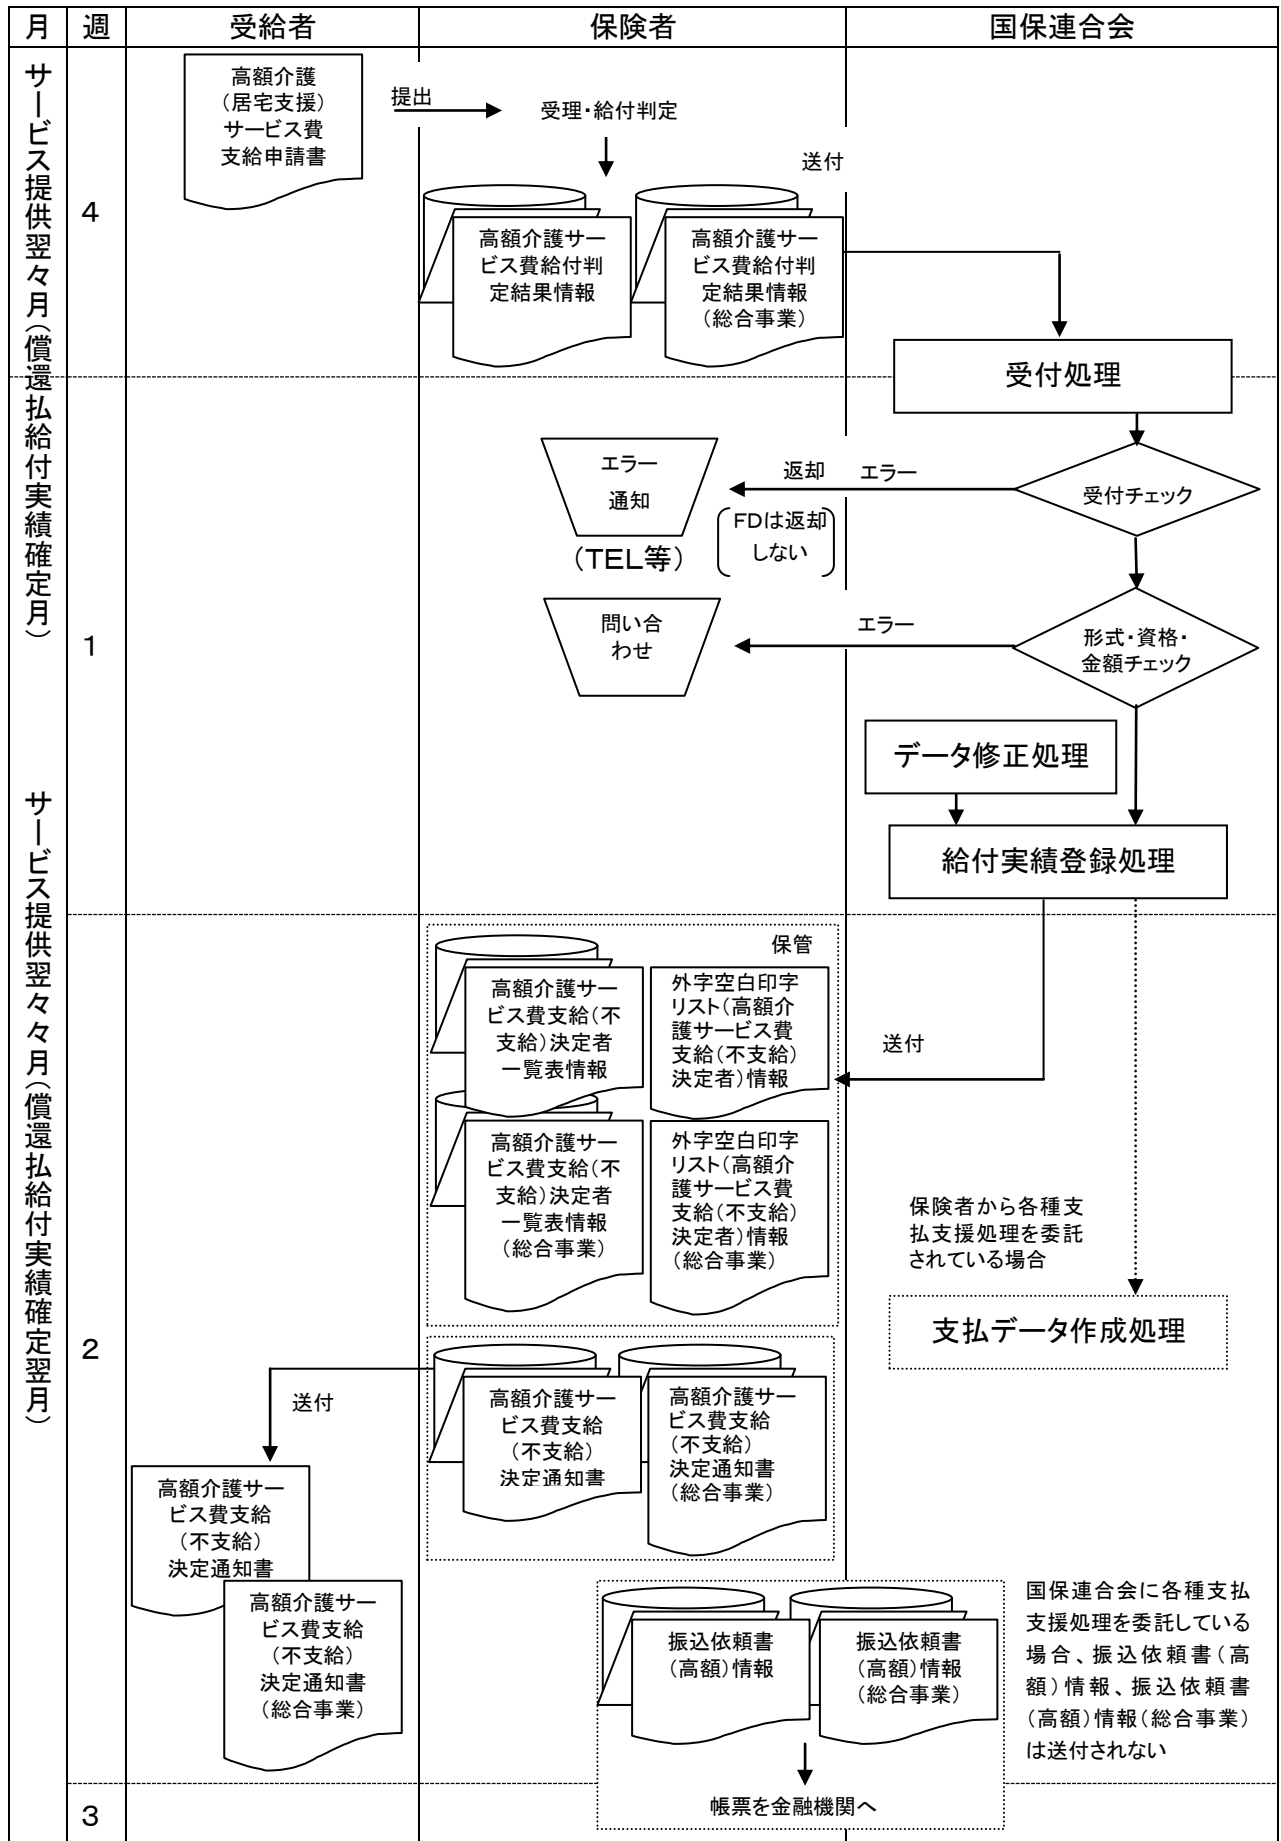 月
週
受給者
保険者
国保連合会
サービス提供翌々月（償還払給付実績確定月）
4
高額介護
（居宅支援）
サービス費
支給申請書
提出
受理・給付判定
送付
高額介護サー
ビス費給付判
定結果情報
高額介護サー
ビス費給付判
定結果情報
（総合事業）
受付処理
サービス提供翌々々月（償還払給付実績確定翌月）
1
受付チェック
エラー
返却
エラー
通知
（TEL等）
FDは返却
しない
形式・資格・
金額チェック
エラー
問い合
わせ
データ修正処理
給付実績登録処理
2
保管
高額介護サー
ビス費支給（不
支給）決定者
一覧表情報
外字空白印字
リスト（高額介
護サービス費
支給（不支給）
決定者）情報
送付
高額介護サー
ビス費支給（不
支給）決定者
一覧表情報
（総合事業）
外字空白印字
リスト（高額介
護サービス費
支給（不支給）
決定者）情報
（総合事業）
保険者から各種支
払支援処理を委託
されている場合
支払データ作成処理
高額介護サー
ビス費支給
（不支給）
決定通知書
高額介護サー
ビス費支給
（不支給）
決定通知書
（総合事業）
送付
高額介護サー
ビス費支給
（不支給）
決定通知書
高額介護サー
ビス費支給
（不支給）
決定通知書
（総合事業）
振込依頼書
（高額）情報
振込依頼書
（高額）情報
（総合事業）
国保連合会に各種支払
支援処理を委託している
場合、振込依頼書（高
額）情報、振込依頼書
（高額）情報（総合事業）
は送付されない
3
帳票を金融機関へ